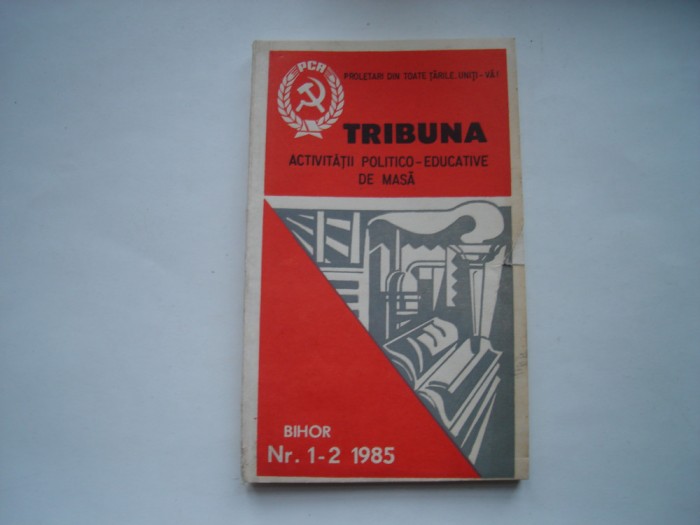 PCR
PROLETARI DIN TOATE ȚĂRILE, UNIȚI-VĂ!
TRIBUNA
ACTIVITĂȚII POLITICO-EDUCATIVE
DE MASĂ
BIHOR
Nr. 1-2 1985